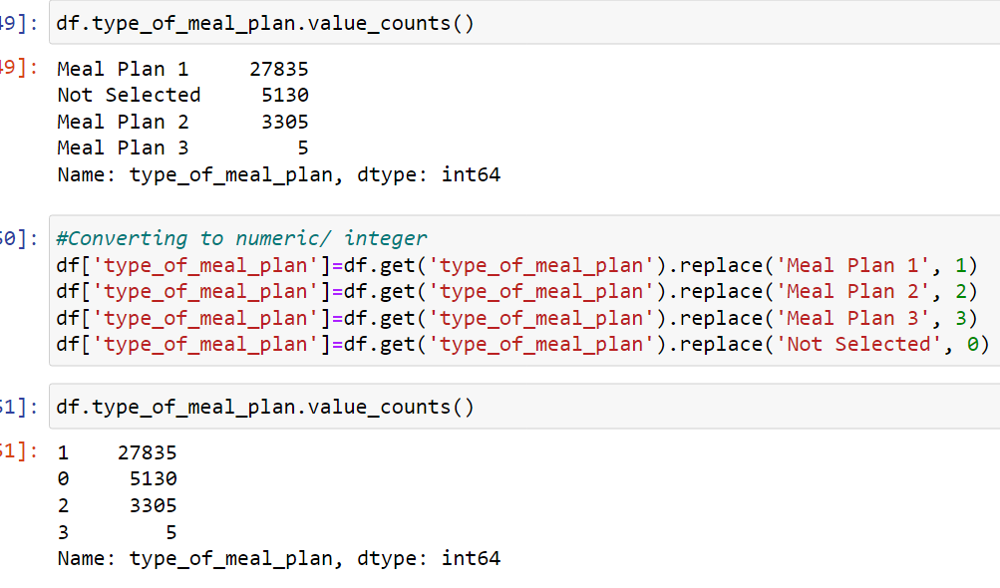 49]: df.type_of_meal_plan.value_counts()
49]: Meal Plan 1     27835
Not Selected     5130
Meal Plan 2      3305
Meal Plan 3         5
Name: type_of_meal_plan, dtype: int64
50]: #Converting to numeric/ integer
df['type_of_meal_plan']=df.get('type_of_meal_plan').replace('Meal Plan 1', 1)
df['type_of_meal_plan']=df.get('type_of_meal_plan').replace('Meal Plan 2', 2)
df['type_of_meal_plan']=df.get('type_of_meal_plan').replace('Meal Plan 3', 3)
df['type_of_meal_plan']=df.get('type_of_meal_plan').replace('Not Selected', 0)
51]: df.type_of_meal_plan.value_counts()
51]: 1    27835
0     5130
2     3305
3        5
Name: type_of_meal_plan, dtype: int64